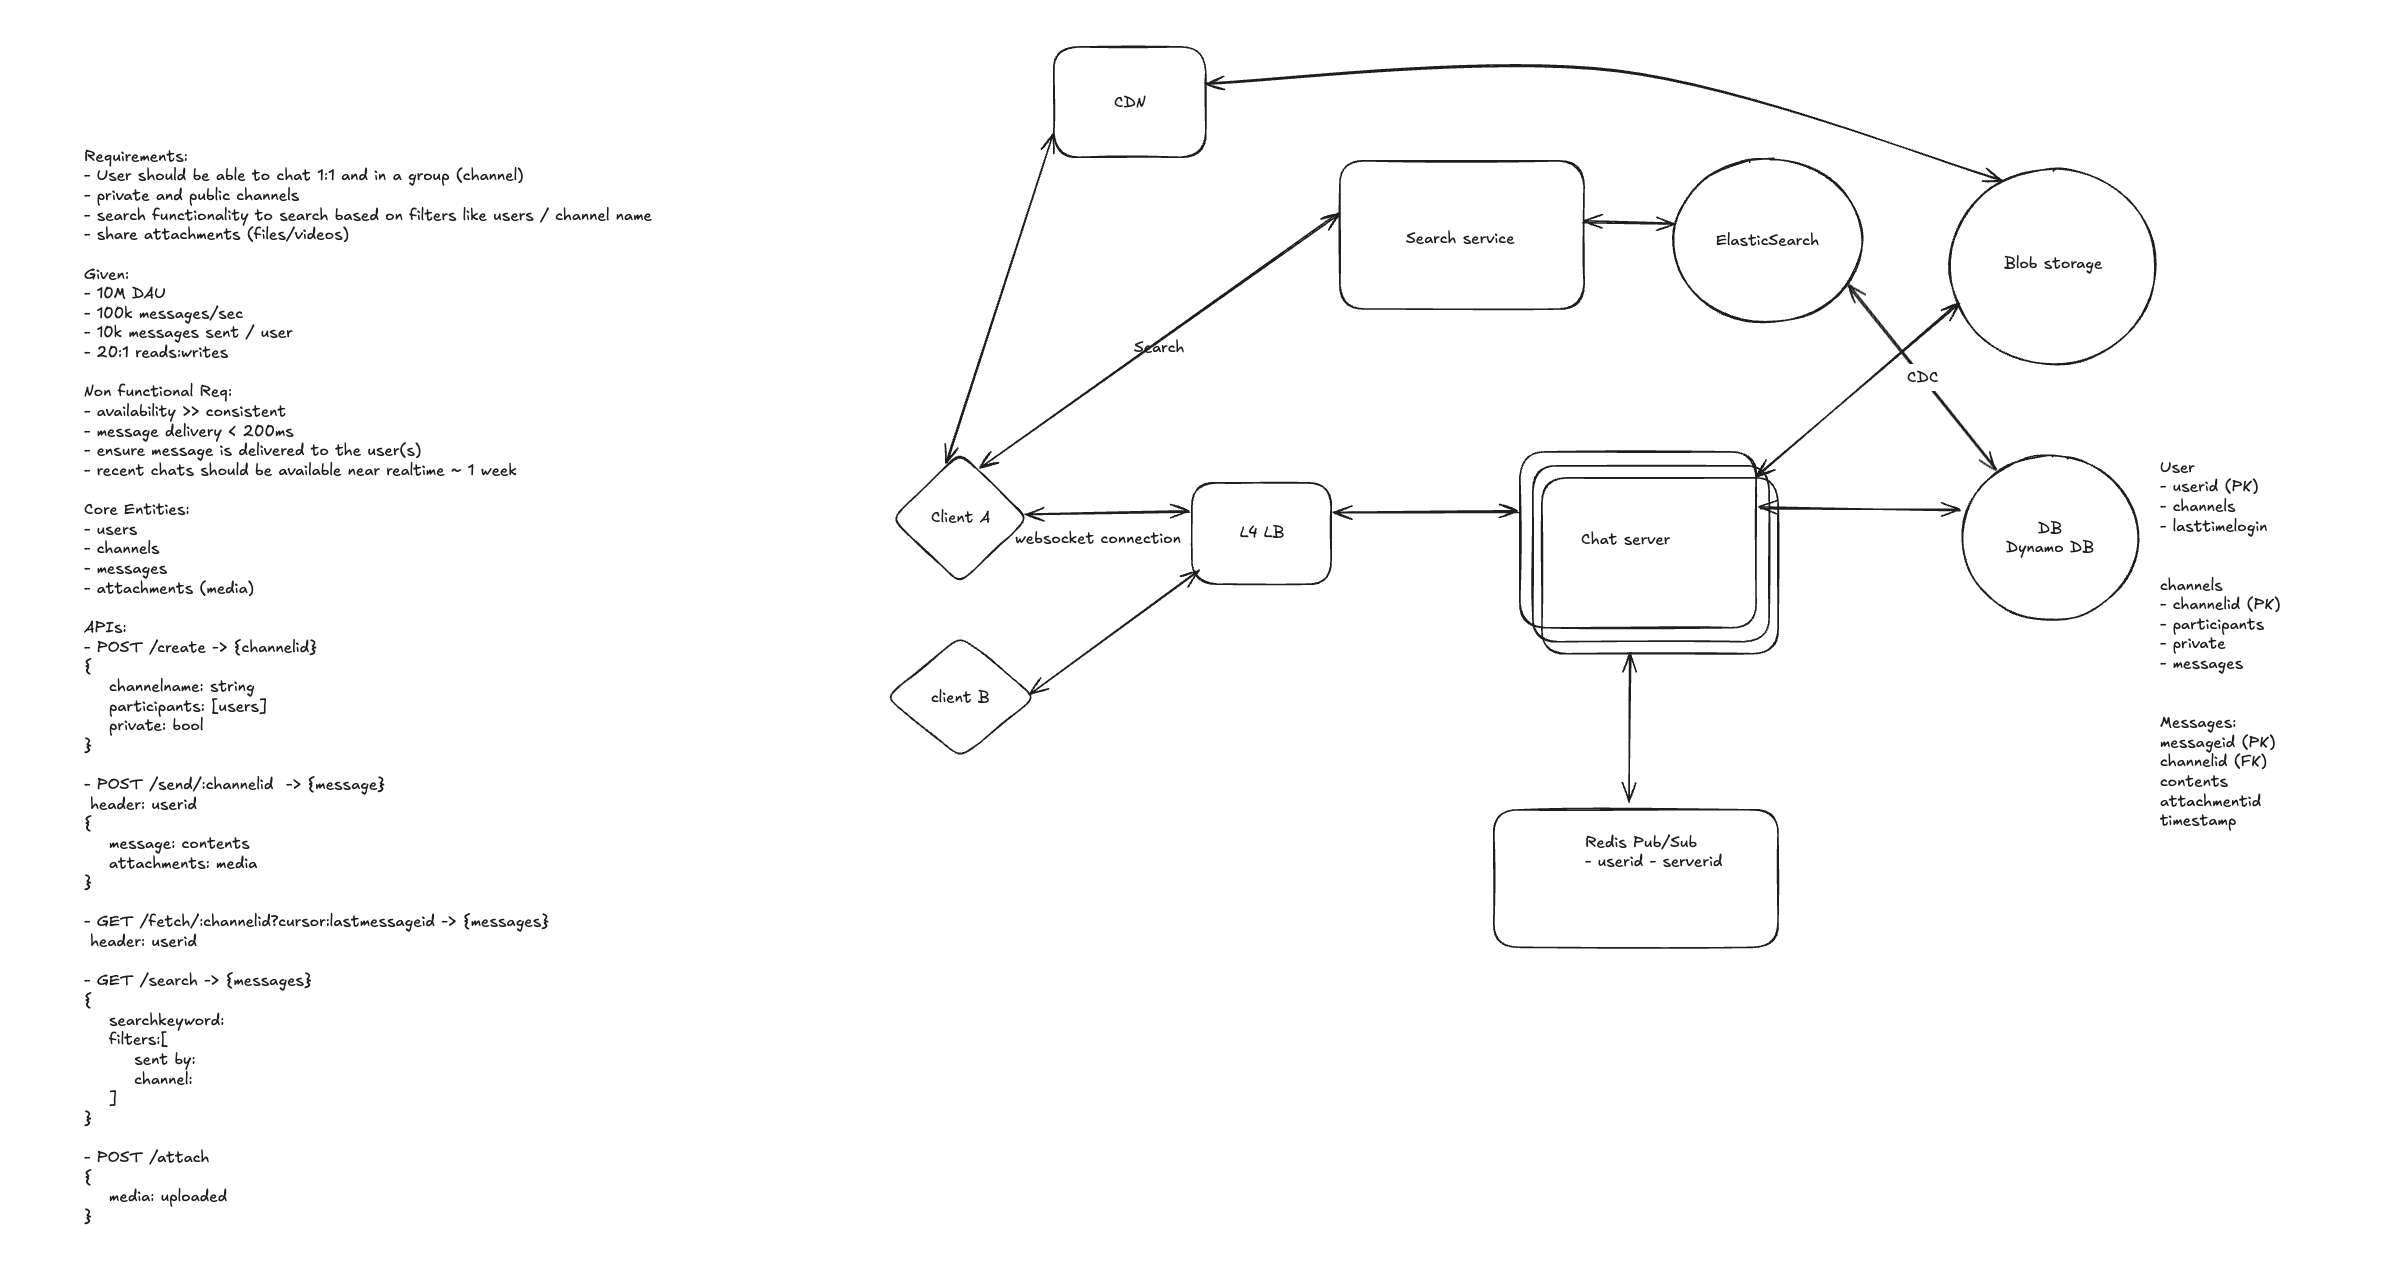 Requirements:
- User should be able to chat 1:1 and in a group (channel)
- private and public channels
- search functionality to search based on filters like users / channel name
- share attachments (files/videos)
Given:
- 10M DAU
- 100k messages/sec
- 10k messages sent / user
- 20:1 reads:writes
Non functional Req:
- availability >> consistent
- message delivery < 200ms
- ensure message is delivered to the user(s)
- recent chats should be available near realtime ~ 1 week
Core Entities:
- users
- channels
- messages
- attachments (media)
APIs:
- POST /create -> {channelid}
{
channelname: string
participants: [users]
private: bool
}
- POST /send/:channelid -> {message}
header: userid
{
message: contents
attachments: media
}
- GET /fetch/:channelid?cursor:lastmessageid -> {messages}
header: userid
- GET /search -> {messages}
{
searchkeyword:
filters:[
sent by:
channel:
]
}
- POST /attach
{
media: uploaded
}
CDN
Search service
ElasticSearch
Blob storage
Search
CDC
Client A
websocket connection
L4 LB
Chat server
DB
Dynamo DB
client B
Redis Pub/Sub
- userid - serverid
User
- userid (PK)
- channels
- lasttimelogin
channels
- channelid (PK)
- participants
- private
- messages
Messages:
messageid (PK)
channelid (FK)
contents
attachmentid
timestamp